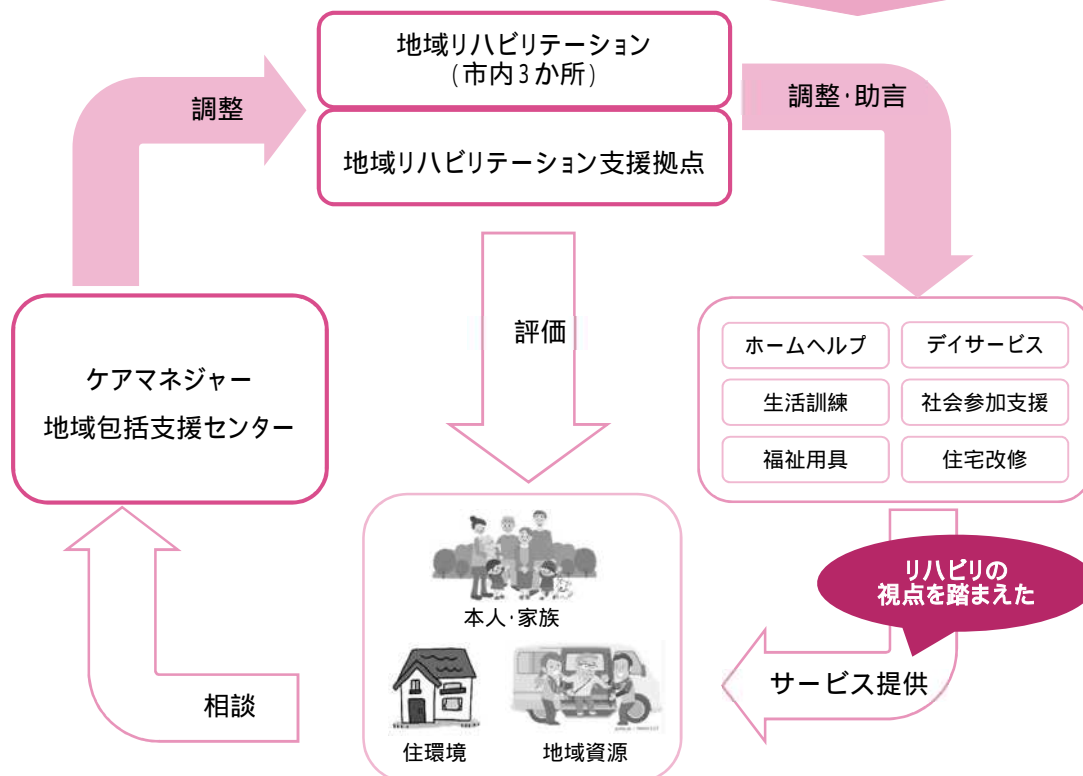 地域リハビリテーション
(市内3か所)
地域リハビリテーション支援拠点
調整
調整・助言
評価
ケアマネジャー
地域包括支援センター
ホームヘルプ
デイサービス
生活訓練
社会参加支援
福祉用具
住宅改修
リハビリの
視点を踏まえた
サービス提供
本人・家族
住環境
地域資源
相談